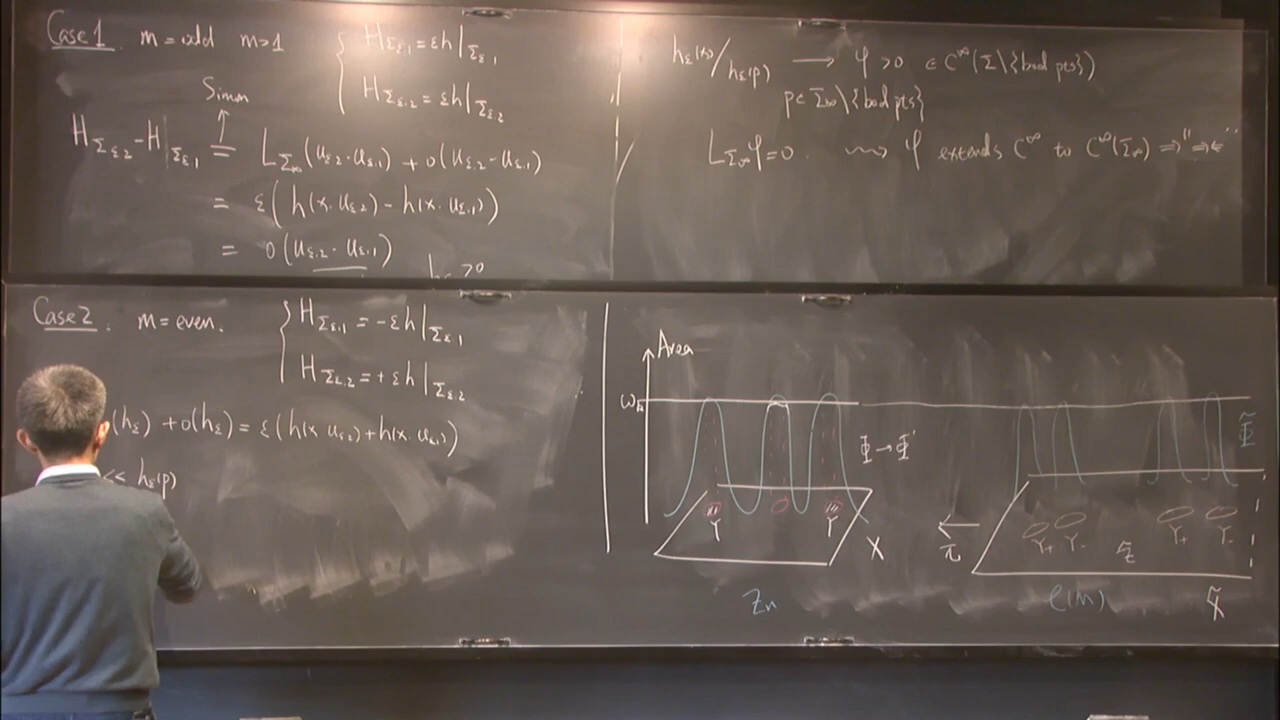 Case 1 m=odd m>1 { H_{Σ_{ε,1}} = εh|_{Σ_{ε,1}}
H_{Σ_{ε,2}} = εh|_{Σ_{ε,2}}
Simon
↑
H_{Σ_{ε,2}} - H|_{Σ_{ε,1}} = L_{Σ_∞}(u_{ε,2} - u_{ε,1}) + o(u_{ε,2} - u_{ε,1})
= ε(h(x, u_{ε,2}) - h(x, u_{ε,1}))
= o(u_{ε,2} - u_{ε,1})
>0
h_ε(x)/h_ε(p) → φ>0 ∈ C^∞(Σ\{bad pts})
p∈Σ_∞\{bad pts}
L_{Σ_∞}φ=0. ⇝ φ extends C^∞ to C^∞(Σ_∞) ⇒ "⇒⇐"
Case 2. m=even. { H_{Σ_{ε,1}} = -εh|_{Σ_{ε,1}}
H_{Σ_{ε,2}} = +εh|_{Σ_{ε,2}}
(h_ε) + o(h_ε) = ε(h(x, u_{ε,2}) + h(x, u_{ε,1}))
<< h_ε(p)
Area
ω_k
Φ → Φ'
Y Y X
Z_n
← π
Φ̃
Y_+ Y_- Y_+ Y_-
C(M) X̃